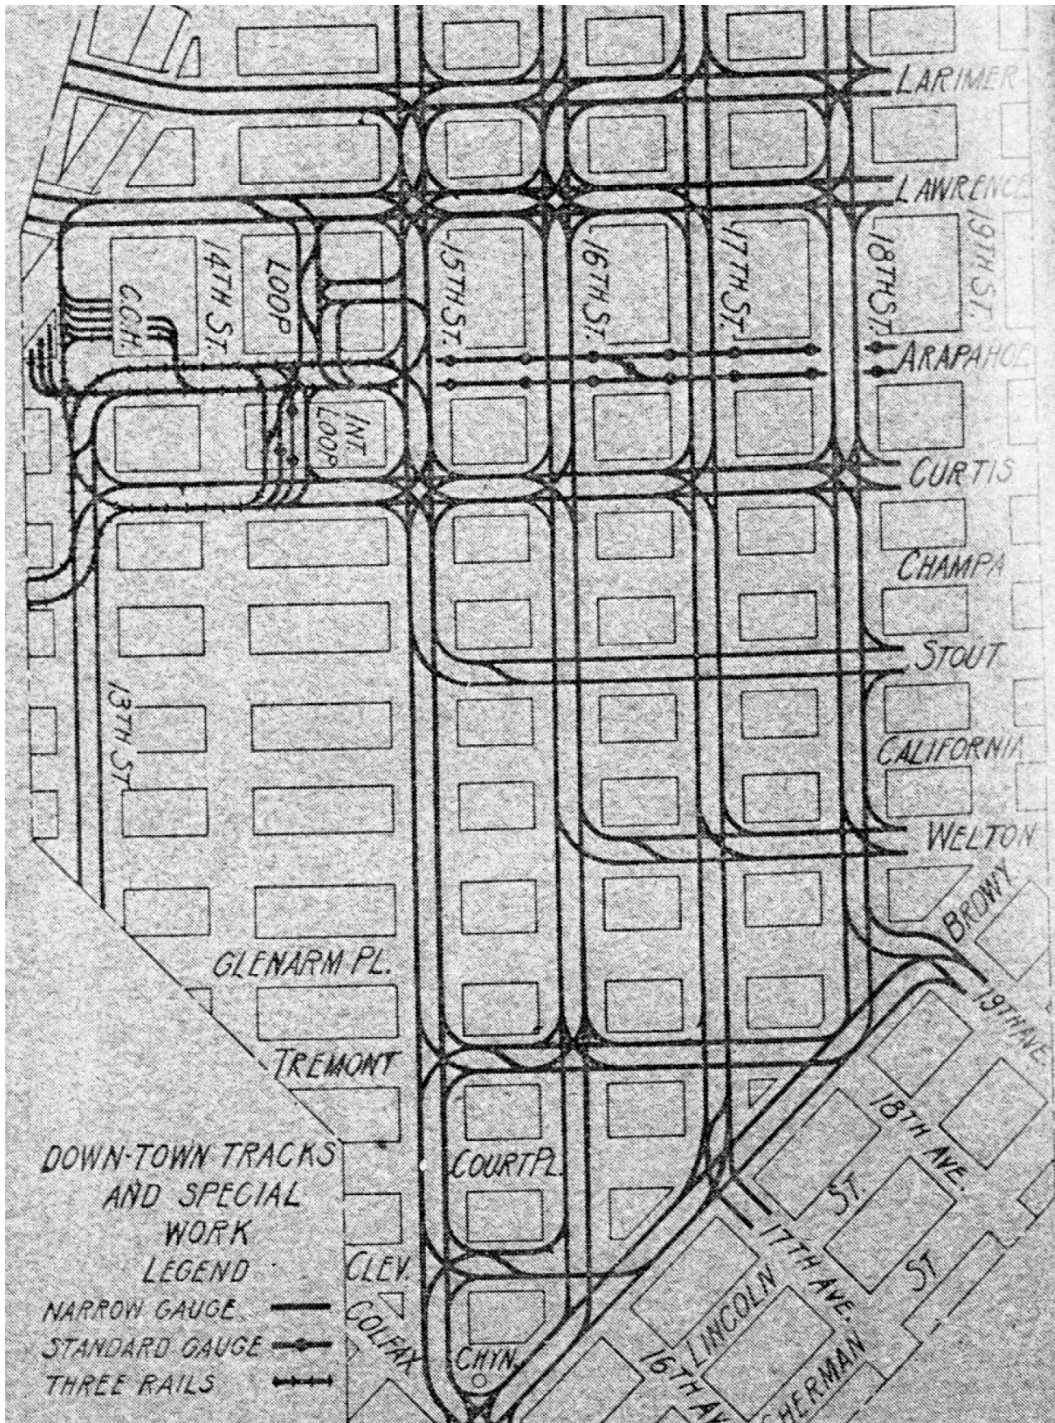 LARIMER
LAWRENCE
19TH ST.
18TH ST.
17TH ST.
16TH ST.
15TH ST.
LOOP
14TH ST.
C.C.H.
ARAPAHOE
INT.
LOOP
CURTIS
CHAMPA
STOUT
13TH ST.
CALIFORNIA
WELTON
BRDWY
GLENARM PL.
19TH AVE.
TREMONT
18TH AVE.
COURT PL.
ST.
17TH AVE.
CLEV.
ST
COLFAX
LINCOLN
CHYN.
16TH AV
SHERMAN
DOWN-TOWN TRACKS
AND SPECIAL
WORK
LEGEND
NARROW GAUGE
STANDARD GAUGE
THREE RAILS